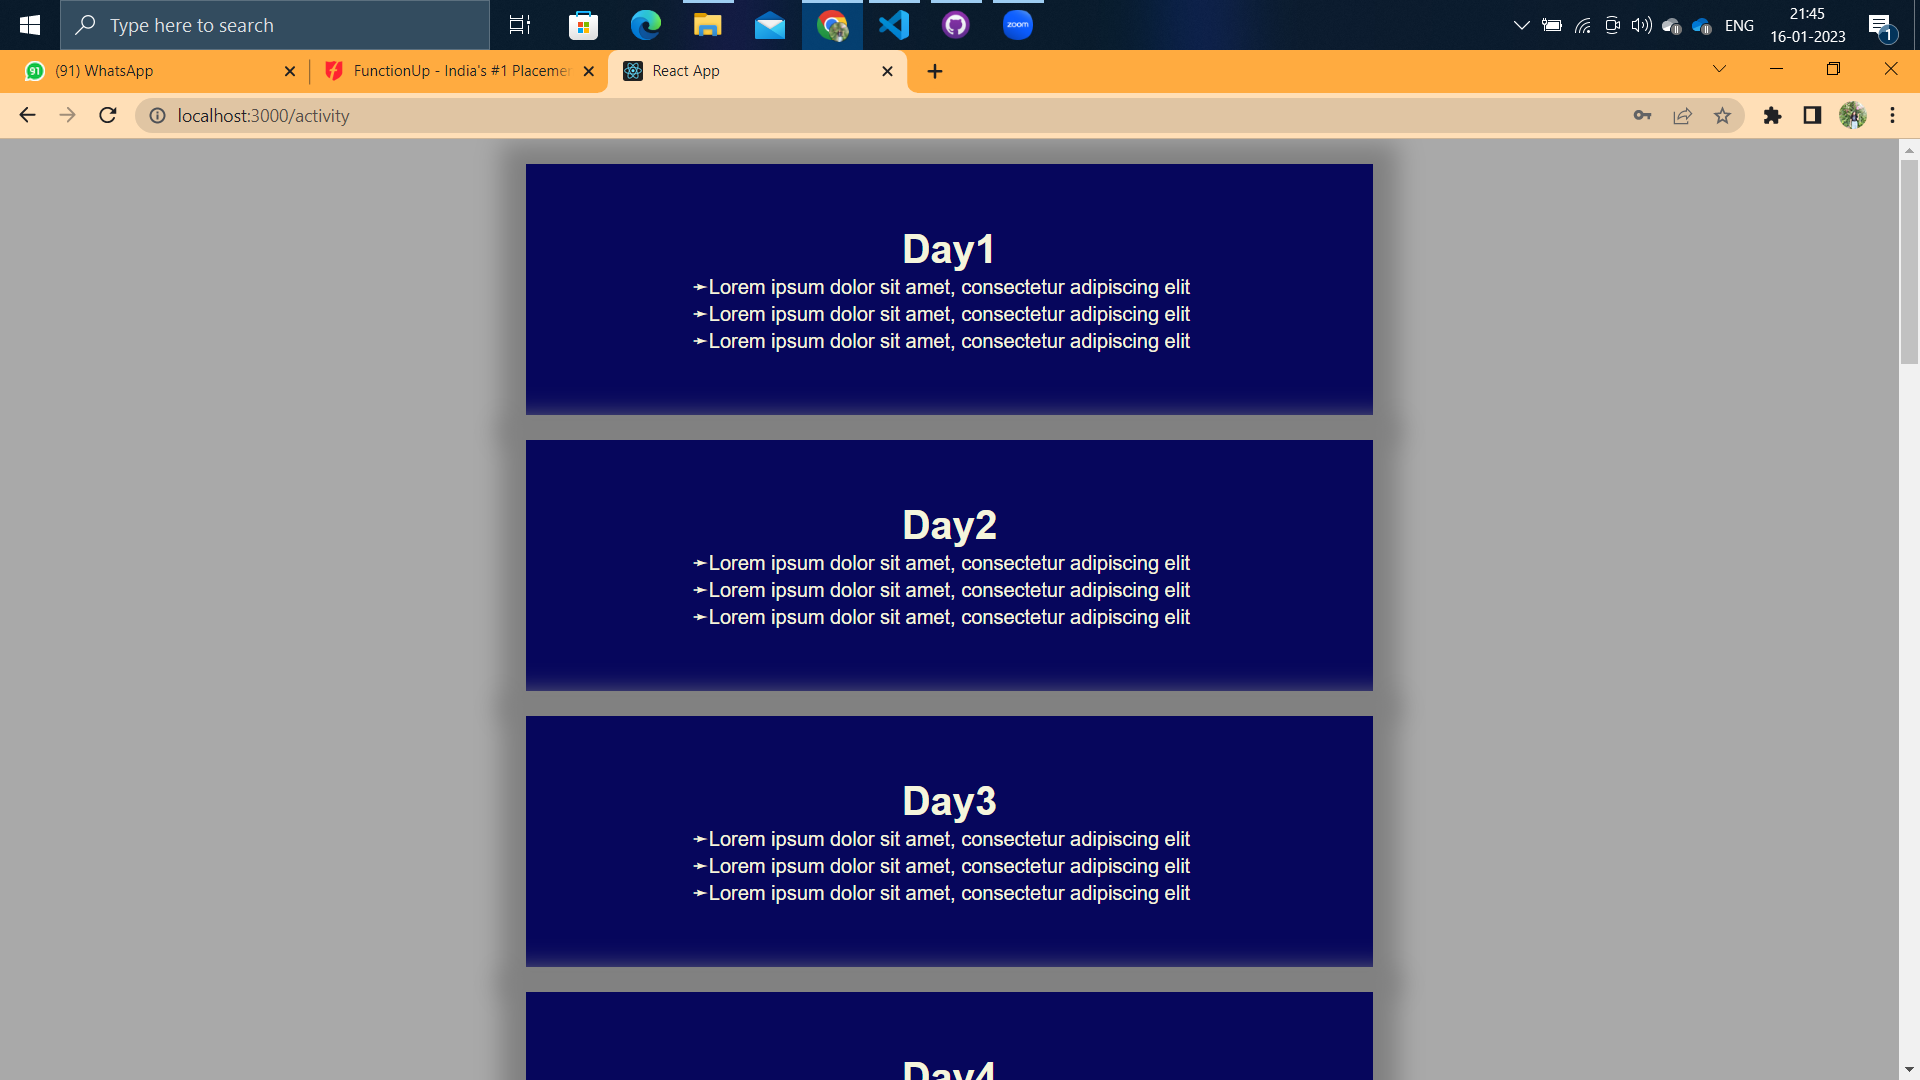 Type here to search
zoom
ENG
21:45
16-01-2023
1
91
(91) WhatsApp
FunctionUp - India's #1 Placemen
React App
localhost:3000/activity
Day1
➛Lorem ipsum dolor sit amet, consectetur adipiscing elit
➛Lorem ipsum dolor sit amet, consectetur adipiscing elit
➛Lorem ipsum dolor sit amet, consectetur adipiscing elit
Day2
➛Lorem ipsum dolor sit amet, consectetur adipiscing elit
➛Lorem ipsum dolor sit amet, consectetur adipiscing elit
➛Lorem ipsum dolor sit amet, consectetur adipiscing elit
Day3
➛Lorem ipsum dolor sit amet, consectetur adipiscing elit
➛Lorem ipsum dolor sit amet, consectetur adipiscing elit
➛Lorem ipsum dolor sit amet, consectetur adipiscing elit
Day4